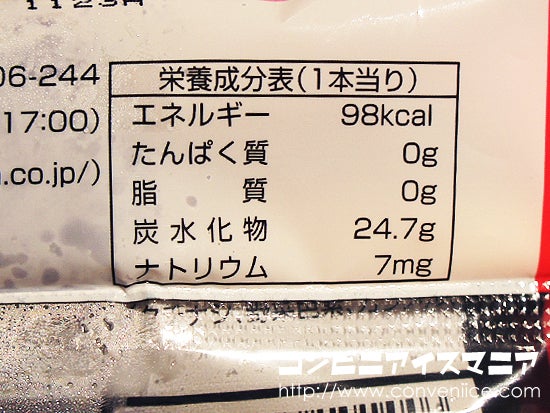 06-244
17:00)
.co.jp/)
栄養成分表(1本当り)
エネルギー 98kcal
たんぱく質 0g
脂質 0g
炭水化物 24.7g
ナトリウム 7mg
コンビニアイスマニア
http://www.conveniice.com/